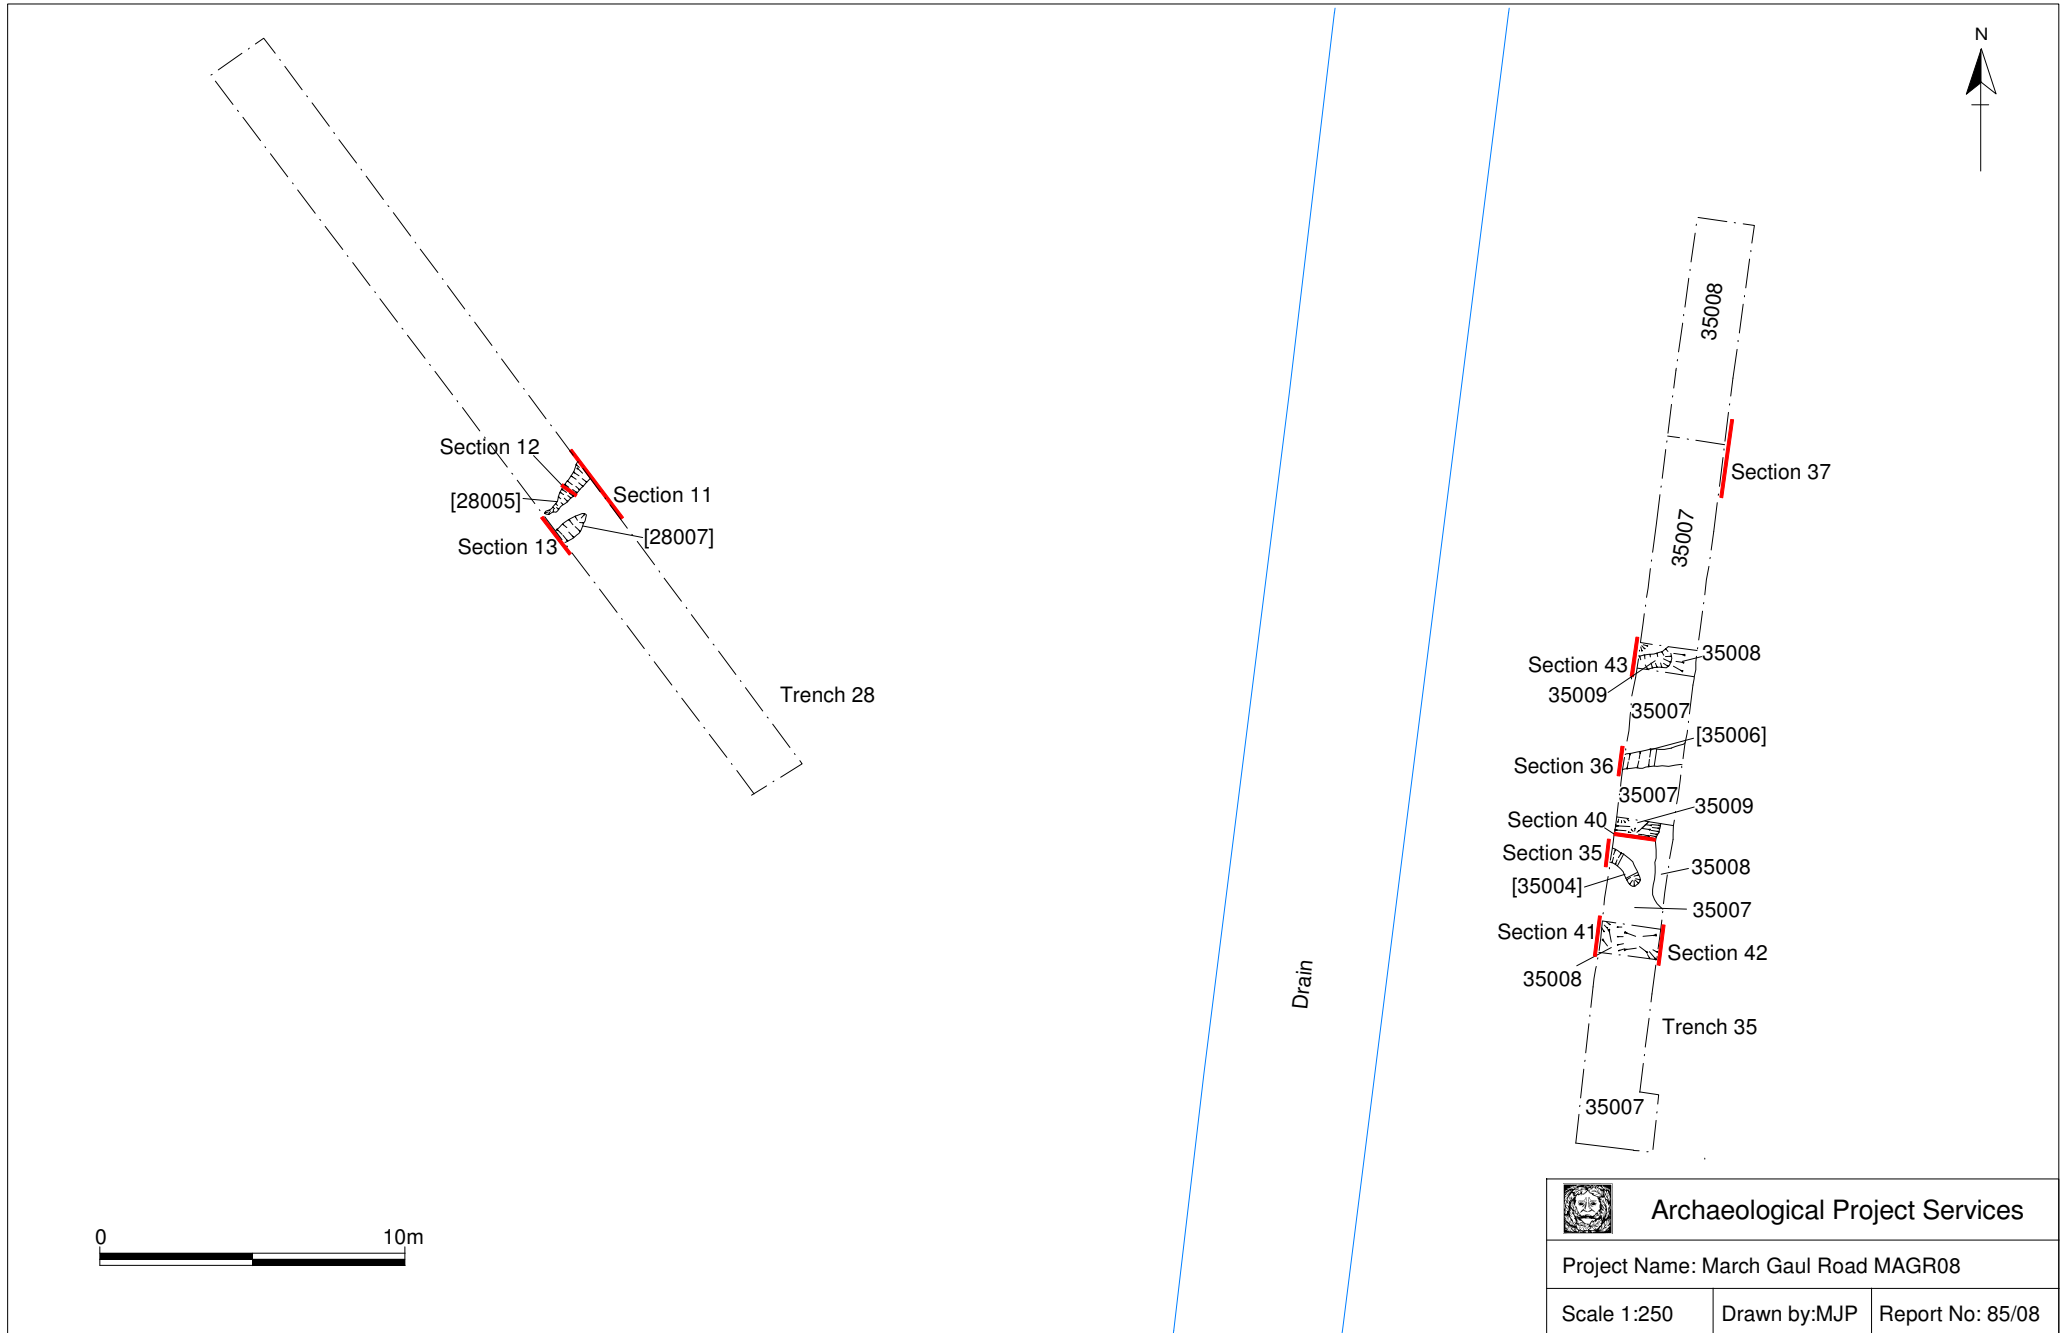 N
35008
Section 12
Section 37
Section 11
[28005]
[28007]
Section 13
35007
35008
Section 43
35009
Trench 28
35007
[35006]
Section 36
35007
35009
Section 40
Section 35
35008
[35004]
35007
Section 41
Section 42
35008
Drain
Trench 35
35007
0 10m
Archaeological Project Services
Project Name: March Gaul Road MAGR08
Scale 1:250
Drawn by:MJP
Report No: 85/08